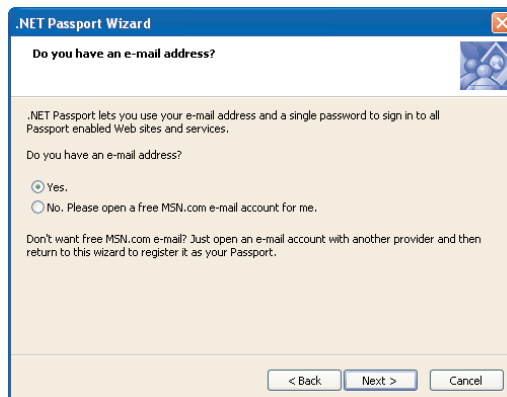 .NET Passport Wizard
Do you have an e-mail address?
.NET Passport lets you use your e-mail address and a single password to sign in to all
Passport enabled Web sites and services.
Do you have an e-mail address?
Yes.
No. Please open a free MSN.com e-mail account for me.
Don't want free MSN.com e-mail? Just open an e-mail account with another provider and then
return to this wizard to register it as your Passport.
< Back Next > Cancel